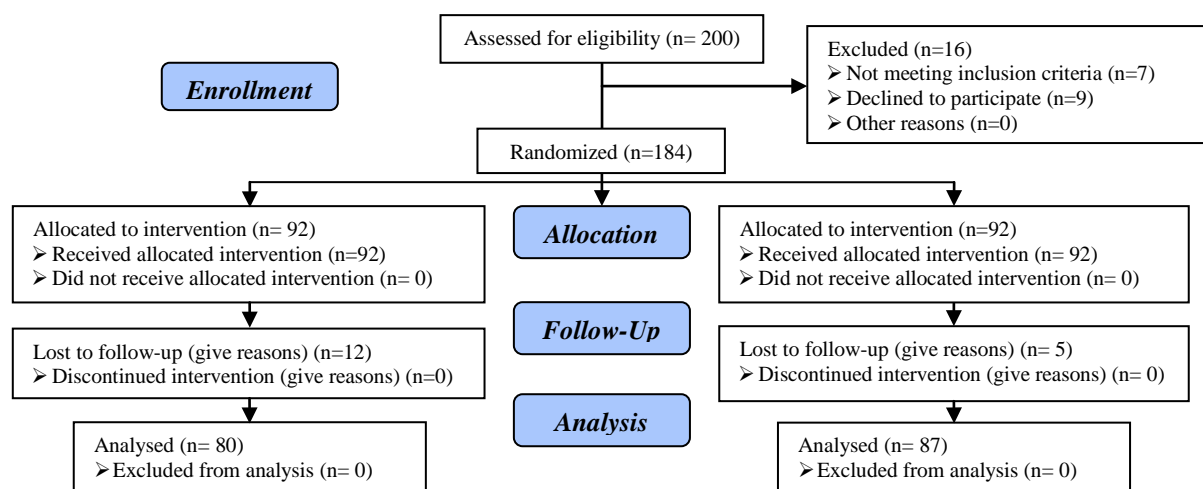 Assessed for eligibility (n= 200)
Excluded (n=16)
➢ Not meeting inclusion criteria (n=7)
➢ Declined to participate (n=9)
➢ Other reasons (n=0)
Enrollment
Randomized (n=184)
Allocated to intervention (n= 92)
➢ Received allocated intervention (n=92)
➢ Did not receive allocated intervention (n= 0)
Allocation
Allocated to intervention (n=92)
➢ Received allocated intervention (n= 92)
➢ Did not receive allocated intervention (n= 0)
Lost to follow-up (give reasons) (n=12)
➢ Discontinued intervention (give reasons) (n=0)
Follow-Up
Lost to follow-up (give reasons) (n= 5)
➢ Discontinued intervention (give reasons) (n= 0)
Analysis
Analysed (n= 80)
➢ Excluded from analysis (n= 0)
Analysed (n= 87)
➢ Excluded from analysis (n= 0)